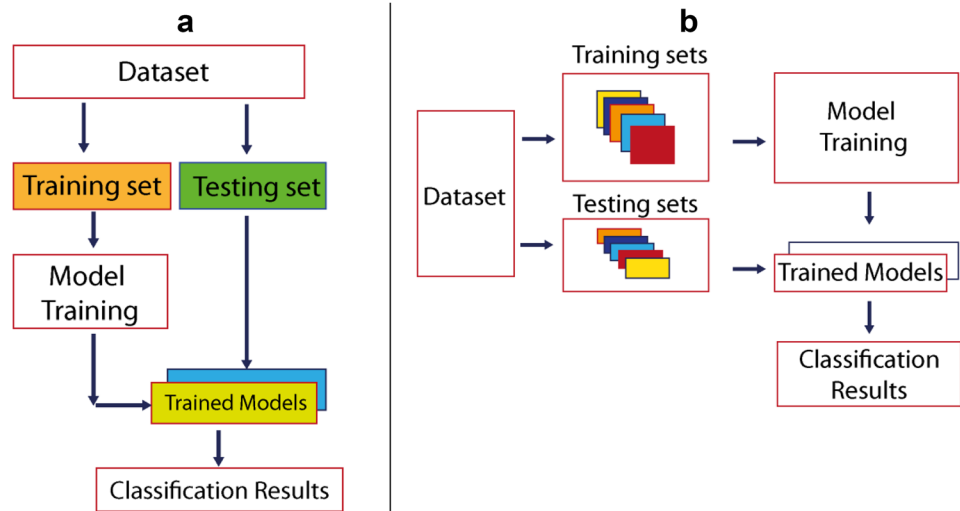 a
Dataset
Training set
Testing set
Model
Training
Trained Models
Classification Results
b
Training sets
Dataset
Model
Training
Testing sets
Trained Models
Classification
Results